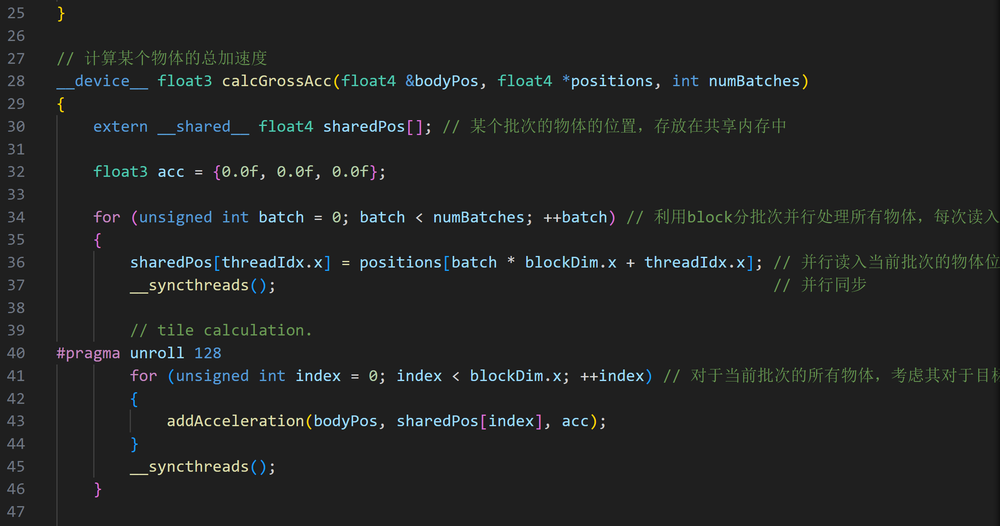 25 }
26
27 // 计算某个物体的总加速度
28 __device__ float3 calcGrossAcc(float4 &bodyPos, float4 *positions, int numBatches)
29 {
30 extern __shared__ float4 sharedPos[]; // 某个批次的物体的位置，存放在共享内存中
31
32 float3 acc = {0.0f, 0.0f, 0.0f};
33
34 for (unsigned int batch = 0; batch < numBatches; ++batch) // 利用block分批次并行处理所有物体，每次读入
35 {
36 sharedPos[threadIdx.x] = positions[batch * blockDim.x + threadIdx.x]; // 并行读入当前批次的物体位
37 __syncthreads(); // 并行同步
38
39 // tile calculation.
40 #pragma unroll 128
41 for (unsigned int index = 0; index < blockDim.x; ++index) // 对于当前批次的所有物体，考虑其对于目
42 {
43 addAcceleration(bodyPos, sharedPos[index], acc);
44 }
45 __syncthreads();
46 }
47